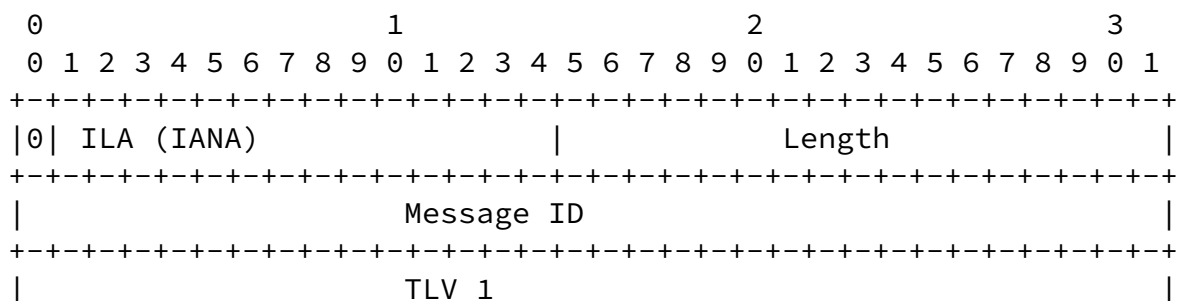 0                   1                   2                   3
 0 1 2 3 4 5 6 7 8 9 0 1 2 3 4 5 6 7 8 9 0 1 2 3 4 5 6 7 8 9 0 1
+-+-+-+-+-+-+-+-+-+-+-+-+-+-+-+-+-+-+-+-+-+-+-+-+-+-+-+-+-+-+-+-+
|0| ILA (IANA)                |            Length             |
+-+-+-+-+-+-+-+-+-+-+-+-+-+-+-+-+-+-+-+-+-+-+-+-+-+-+-+-+-+-+-+-+
|                     Message ID                                |
+-+-+-+-+-+-+-+-+-+-+-+-+-+-+-+-+-+-+-+-+-+-+-+-+-+-+-+-+-+-+-+-+
|                     TLV 1                                     |